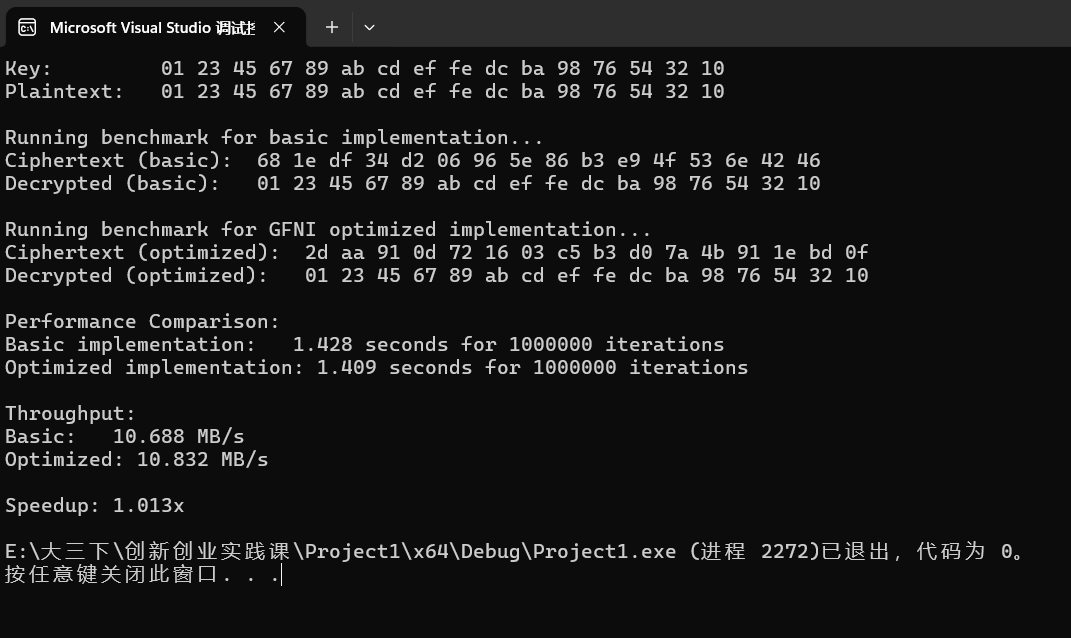 Microsoft Visual Studio 调试
Key:         01 23 45 67 89 ab cd ef fe dc ba 98 76 54 32 10
Plaintext:   01 23 45 67 89 ab cd ef fe dc ba 98 76 54 32 10
Running benchmark for basic implementation...
Ciphertext (basic):  68 1e df 34 d2 06 96 5e 86 b3 e9 4f 53 6e 42 46
Decrypted (basic):   01 23 45 67 89 ab cd ef fe dc ba 98 76 54 32 10
Running benchmark for GFNI optimized implementation...
Ciphertext (optimized):  2d aa 91 0d 72 16 03 c5 b3 d0 7a 4b 91 1e bd 0f
Decrypted (optimized):   01 23 45 67 89 ab cd ef fe dc ba 98 76 54 32 10
Performance Comparison:
Basic implementation:   1.428 seconds for 1000000 iterations
Optimized implementation: 1.409 seconds for 1000000 iterations
Throughput:
Basic:   10.688 MB/s
Optimized: 10.832 MB/s
Speedup: 1.013x
E:\大三下\创新创业实践课\Project1\x64\Debug\Project1.exe (进程 2272)已退出，代码为 0。
按任意键关闭此窗口. . .